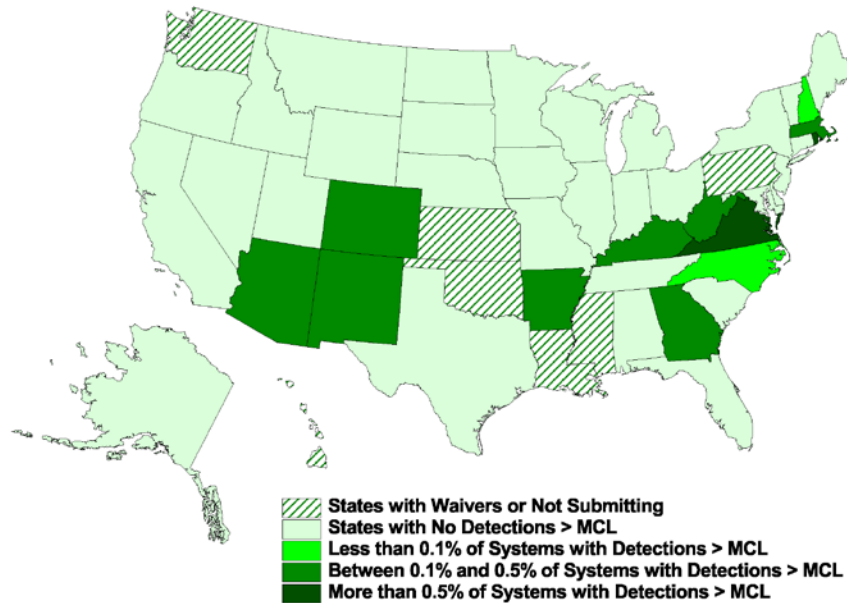 States with Waivers or Not Submitting
States with No Detections > MCL
Less than 0.1% of Systems with Detections > MCL
Between 0.1% and 0.5% of Systems with Detections > MCL
More than 0.5% of Systems with Detections > MCL